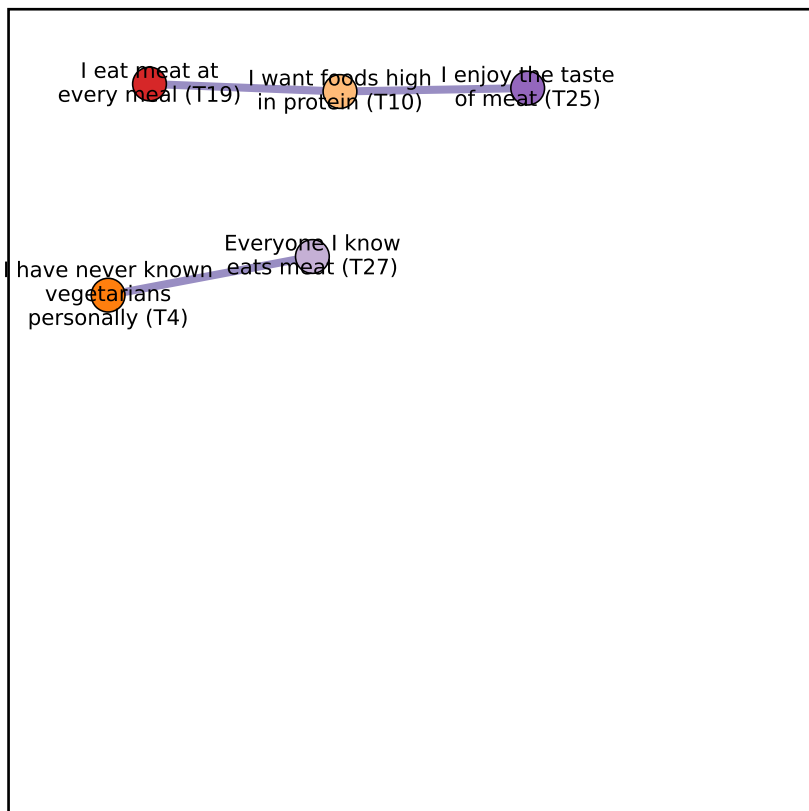 I eat meat at
every meal (T19)
I want foods high
in protein (T10)
I enjoy the taste
of meat (T25)
Everyone I know
eats meat (T27)
I have never known
vegetarians
personally (T4)